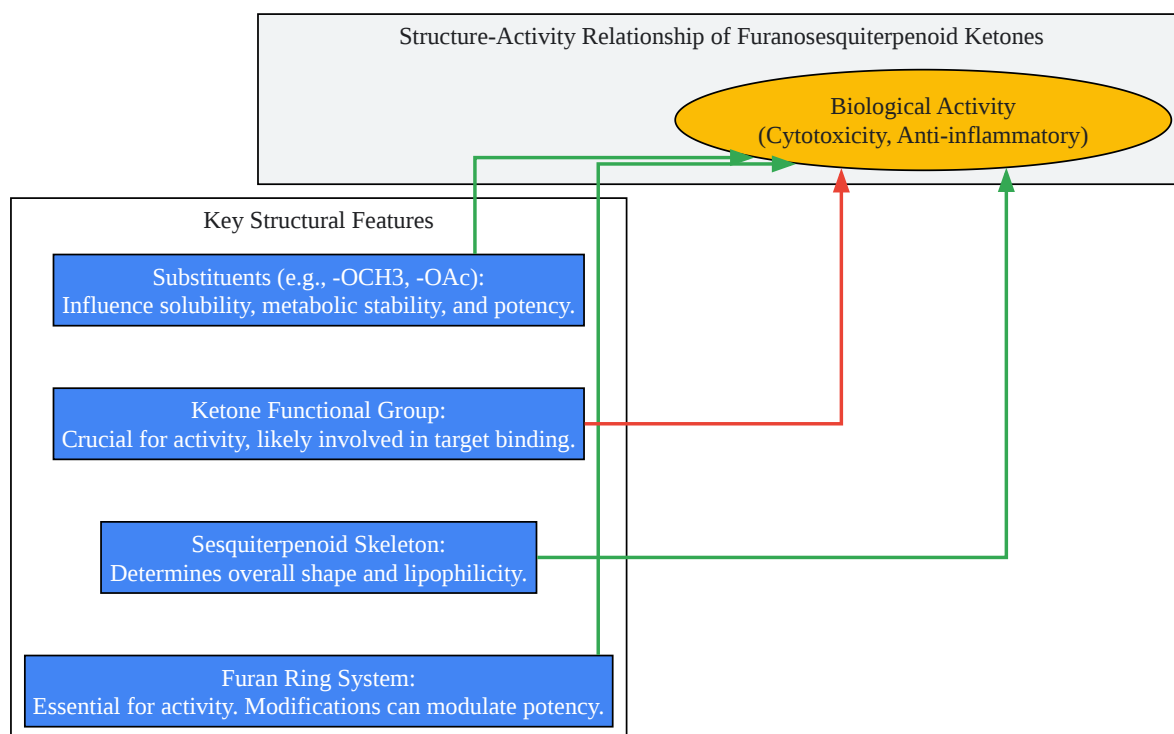 Structure-Activity Relationship of Furanosesquiterpenoid Ketones
Biological Activity
(Cytotoxicity, Anti-inflammatory)
Key Structural Features
Substituents (e.g., -OCH3, -OAc):
Influence solubility, metabolic stability, and potency.
Ketone Functional Group:
Crucial for activity, likely involved in target binding.
Sesquiterpenoid Skeleton:
Determines overall shape and lipophilicity.
Furan Ring System:
Essential for activity. Modifications can modulate potency.